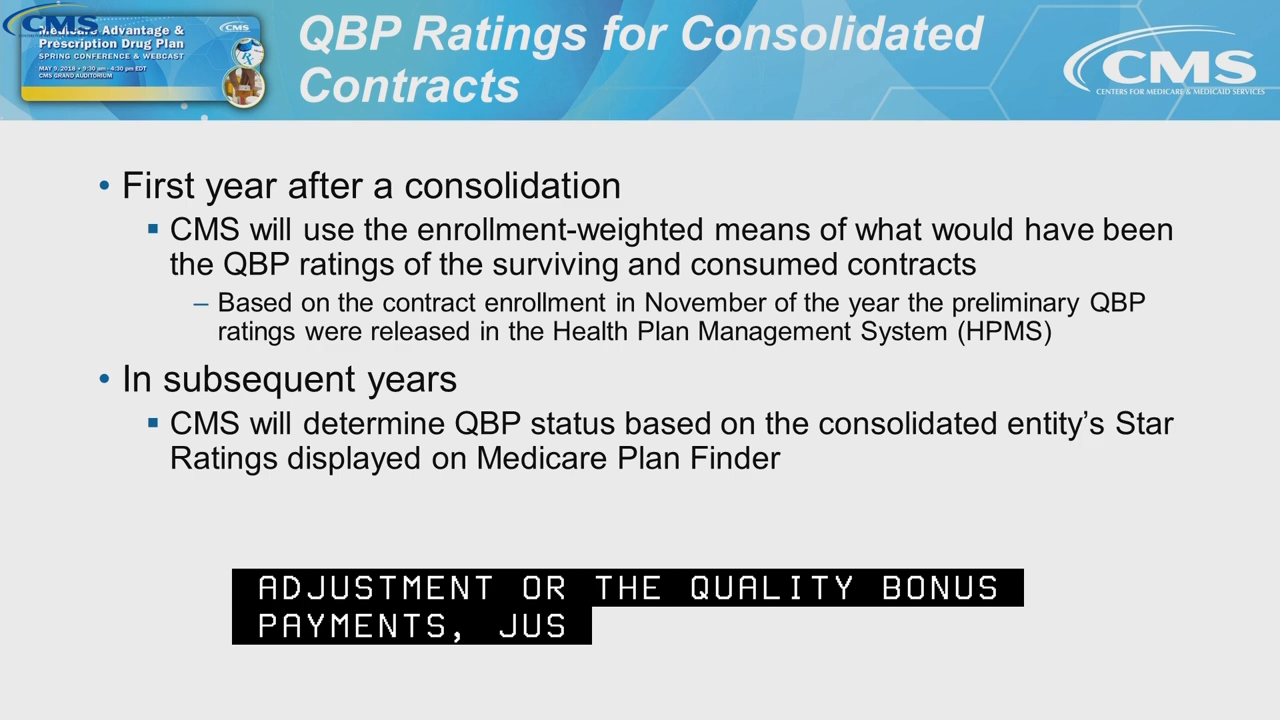 CMS
Medicare Advantage &
Prescription Drug Plan
SPRING CONFERENCE & WEBCAST
MAY 9, 2018 • 9:30 am - 4:30 pm EDT
CMS GRAND AUDITORIUM
CMS
QBP Ratings for Consolidated
Contracts
CMS
CENTERS FOR MEDICARE & MEDICAID SERVICES
• First year after a consolidation
▪ CMS will use the enrollment-weighted means of what would have been
the QBP ratings of the surviving and consumed contracts
– Based on the contract enrollment in November of the year the preliminary QBP
ratings were released in the Health Plan Management System (HPMS)
• In subsequent years
▪ CMS will determine QBP status based on the consolidated entity’s Star
Ratings displayed on Medicare Plan Finder
ADJUSTMENT OR THE QUALITY BONUS
PAYMENTS, JUS